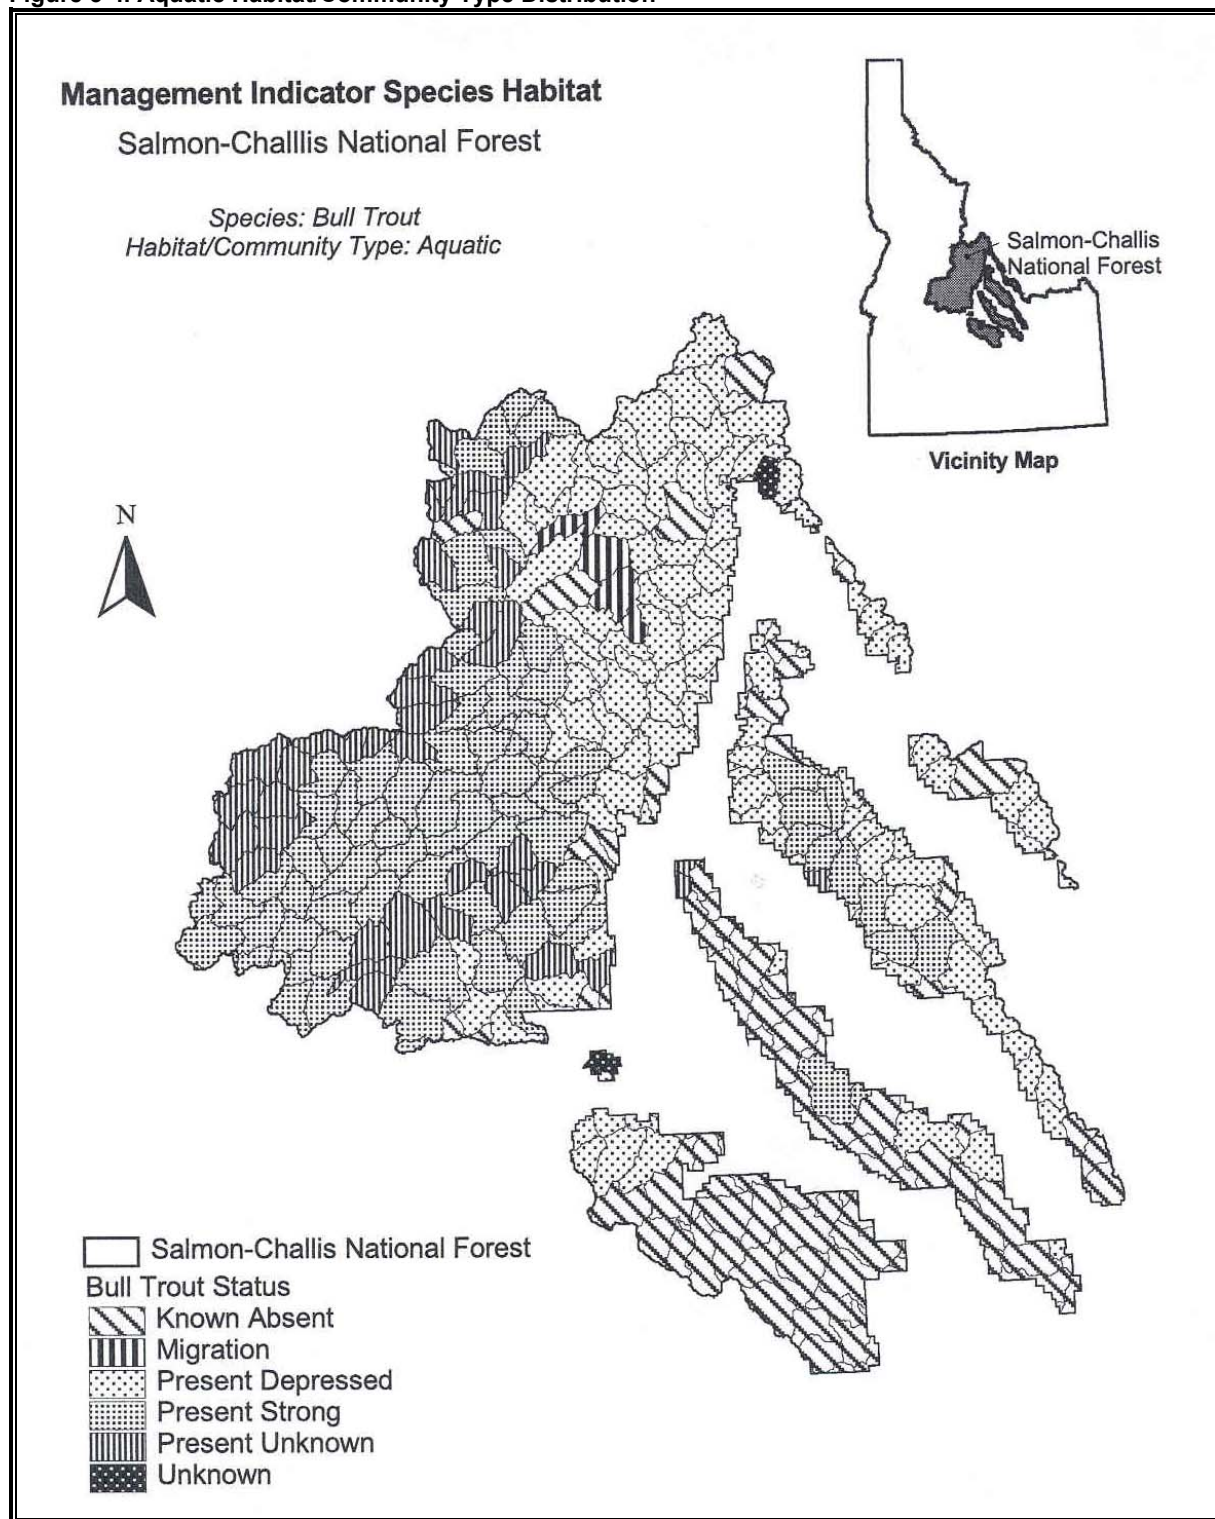 Management Indicator Species Habitat
Salmon-Challlis National Forest
Species: Bull Trout
Habitat/Community Type: Aquatic
Salmon-Challis
National Forest
Vicinity Map
N
Salmon-Challis National Forest
Bull Trout Status
Known Absent
Migration
Present Depressed
Present Strong
Present Unknown
Unknown